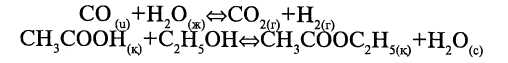 CO₍ᵤ₎+H₂O₍ж₎⇔CO₂₍г₎+H₂₍г₎
CH₃COOH₍қ₎+C₂H₅OH⇔CH₃COOC₂H₅₍қ₎+H₂O₍с₎